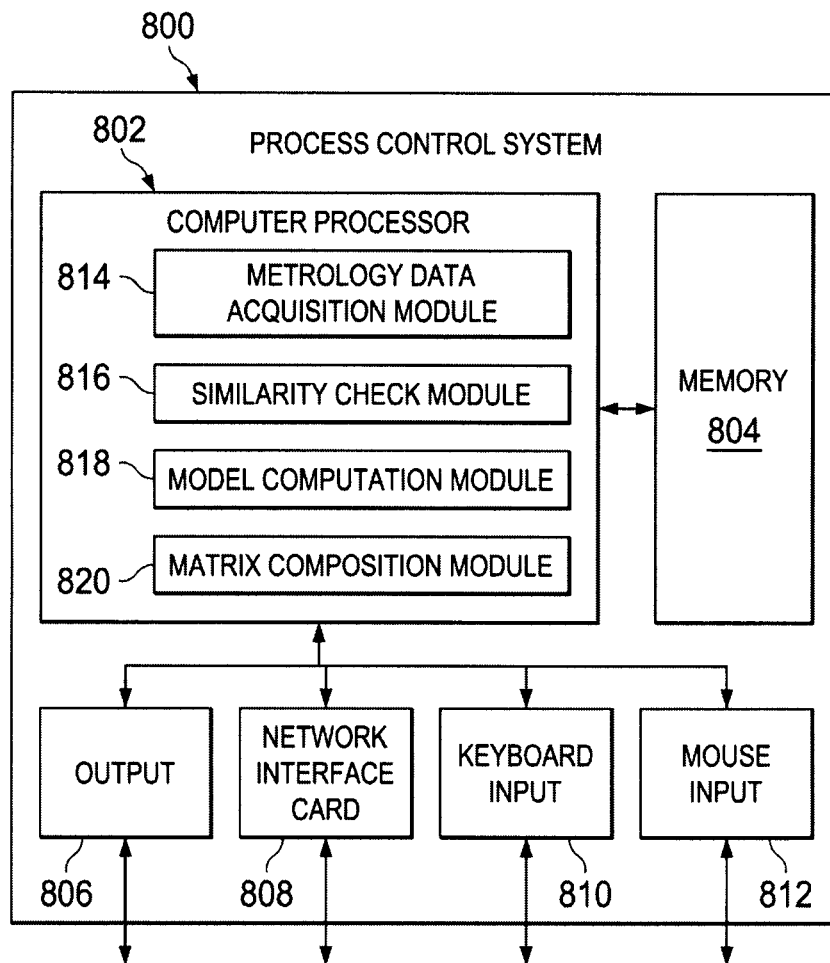 800
802
PROCESS CONTROL SYSTEM
COMPUTER PROCESSOR
814
METROLOGY DATA
ACQUISITION MODULE
816
SIMILARITY CHECK MODULE
818
MODEL COMPUTATION MODULE
820
MATRIX COMPOSITION MODULE
MEMORY
804
OUTPUT
NETWORK
INTERFACE
CARD
KEYBOARD
INPUT
MOUSE
INPUT
806
808
810
812